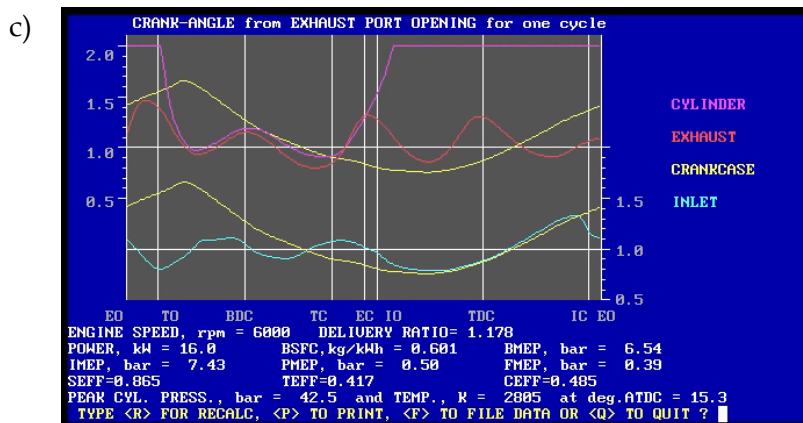 c)
CRANK-ANGLE from EXHAUST PORT OPENING for one cycle
2.0
1.5
1.0
0.5
CYLINDER
EXHAUST
CRANKCASE
INLET
1.5
1.0
0.5
EO TO BDC TC EC IO TDC IC EO
ENGINE SPEED, rpm = 6000 DELIVERY RATIO= 1.178
POWER, kW = 16.0 BSFC,kg/kWh = 0.601 BMEP, bar = 6.54
IMEP, bar = 7.43 PMEP, bar = 0.50 FMEP, bar = 0.39
SEFF=0.865 TEFF=0.417 CEFF=0.485
PEAK CYL. PRESS., bar = 42.5 and TEMP., K = 2805 at deg.ATDC = 15.3
TYPE <R> FOR RECALC, <P> TO PRINT, <F> TO FILE DATA OR <Q> TO QUIT ?